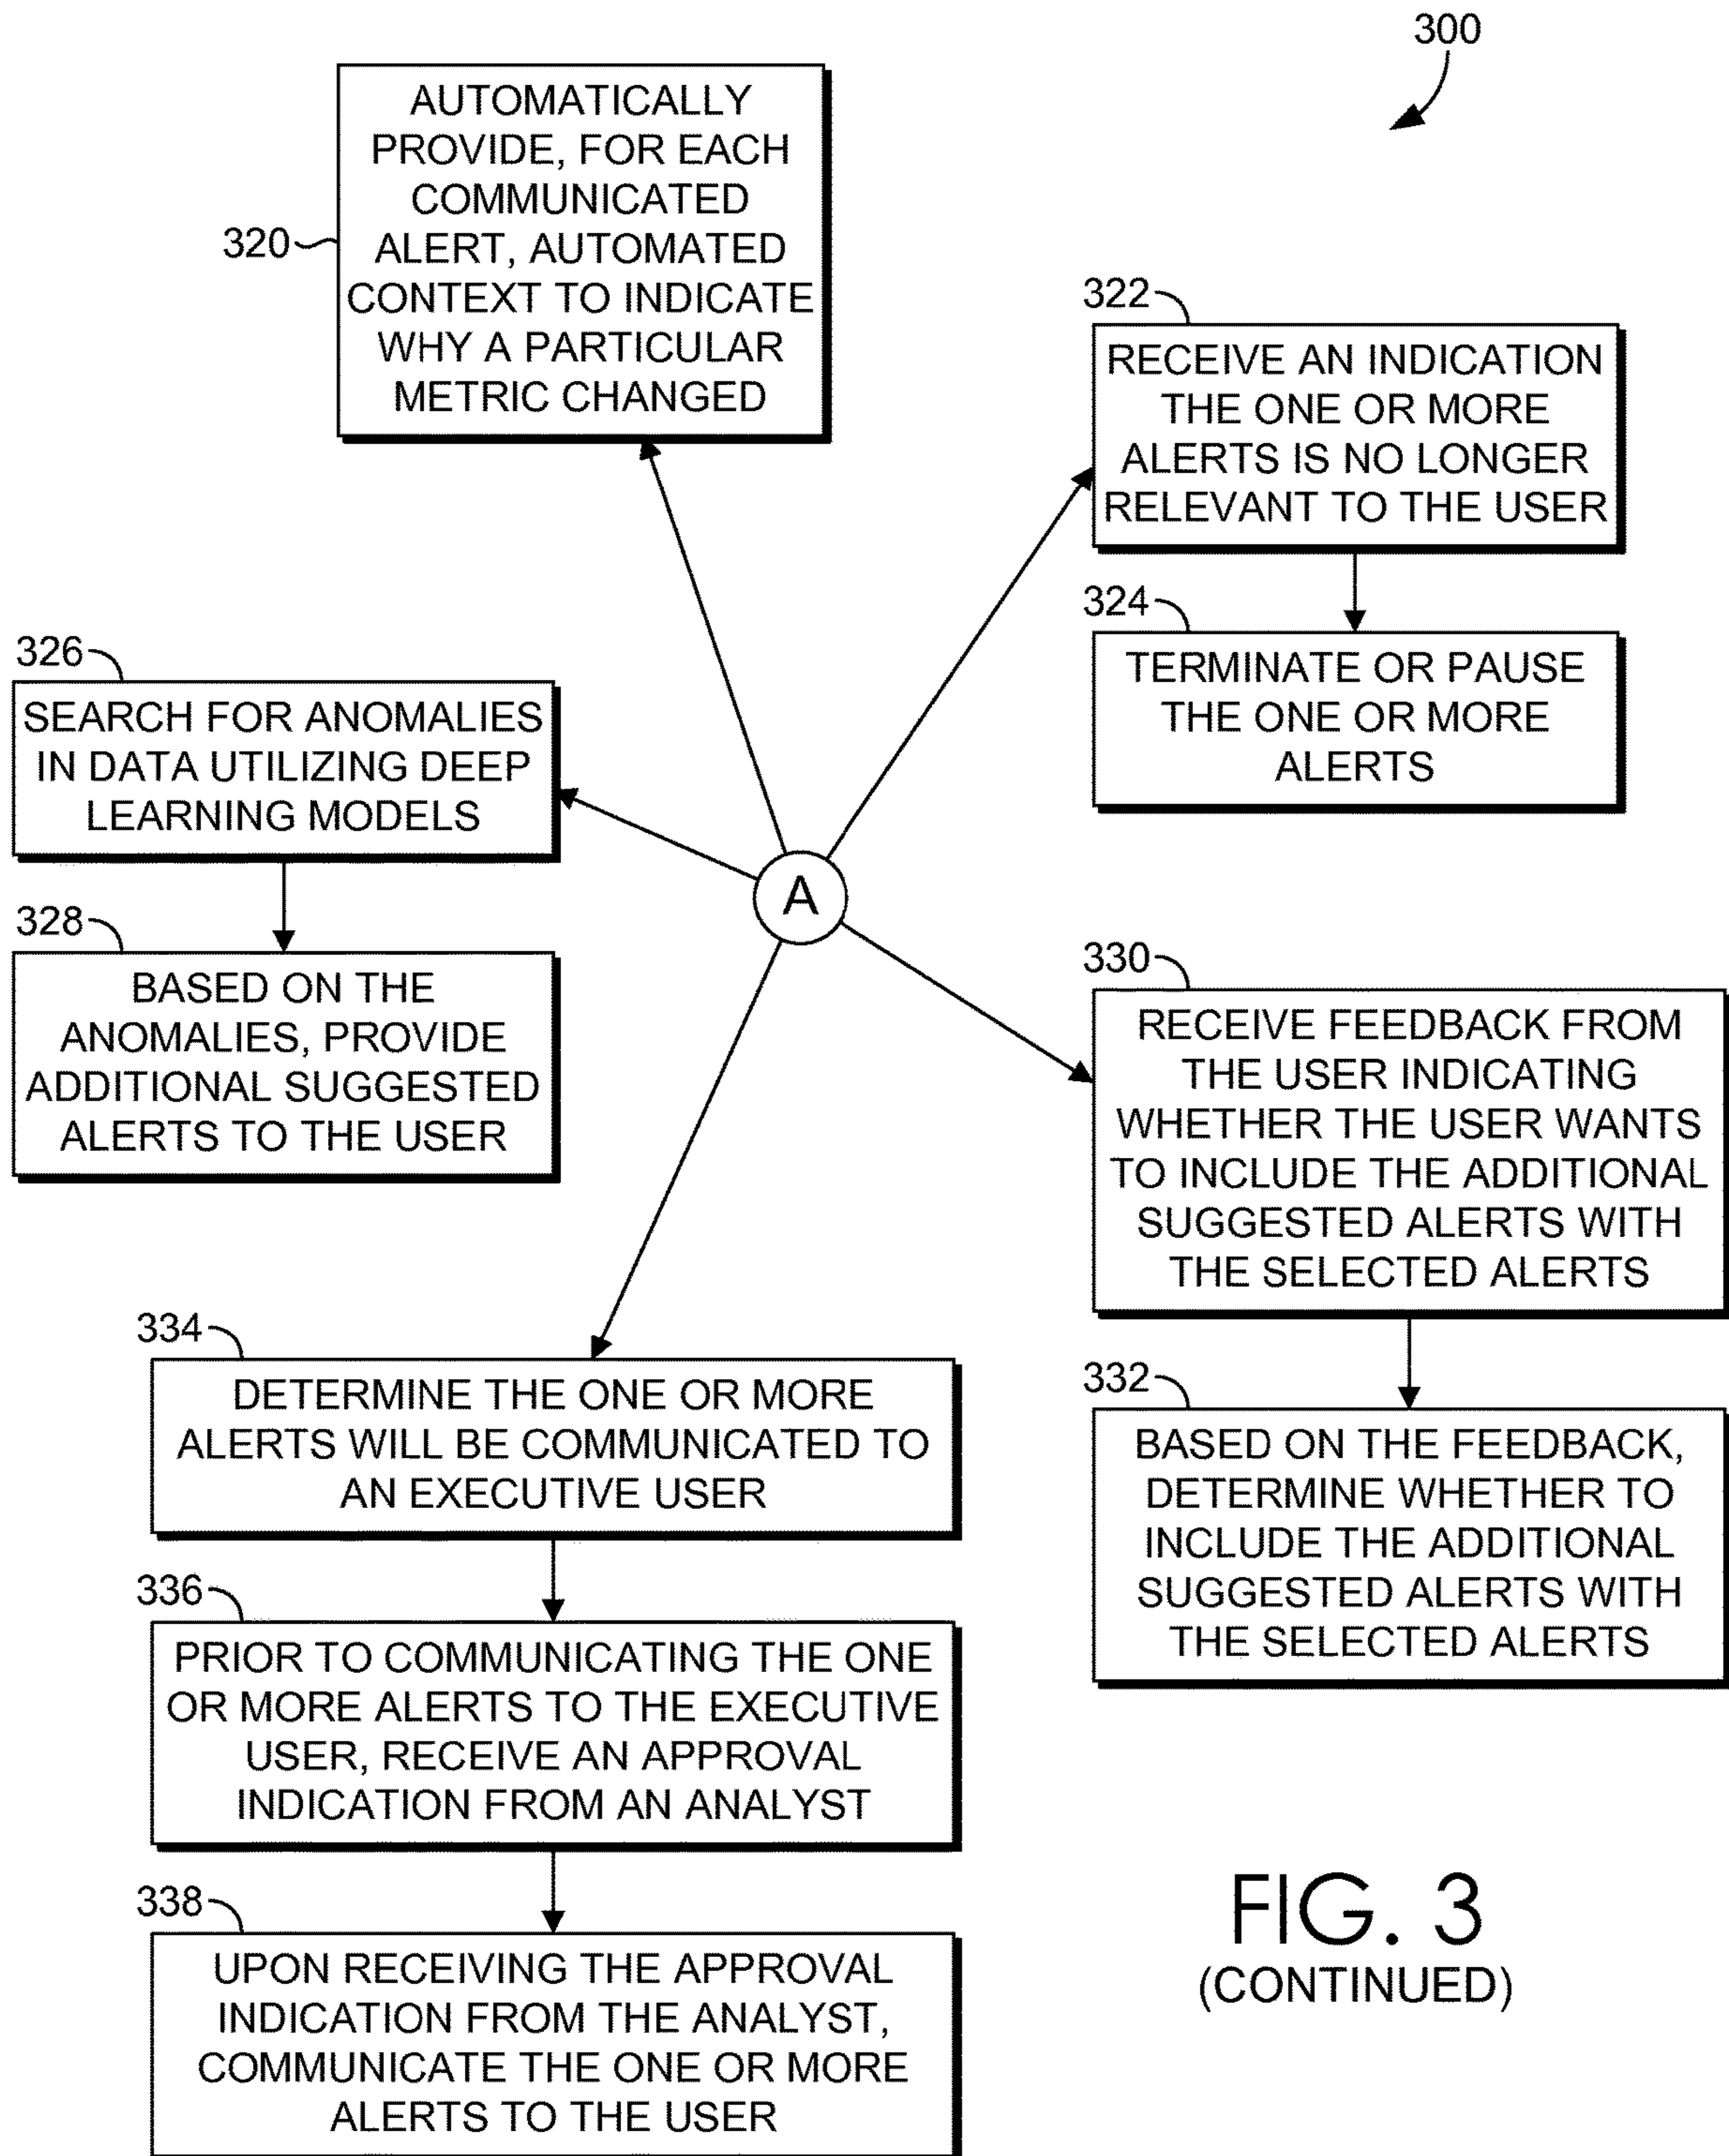 300
AUTOMATICALLY
PROVIDE, FOR EACH
COMMUNICATED
ALERT, AUTOMATED
CONTEXT TO INDICATE
WHY A PARTICULAR
METRIC CHANGED
320
322
RECEIVE AN INDICATION
THE ONE OR MORE
ALERTS IS NO LONGER
RELEVANT TO THE USER
324
TERMINATE OR PAUSE
THE ONE OR MORE
ALERTS
326
SEARCH FOR ANOMALIES
IN DATA UTILIZING DEEP
LEARNING MODELS
A
328
BASED ON THE
ANOMALIES, PROVIDE
ADDITIONAL SUGGESTED
ALERTS TO THE USER
330
RECEIVE FEEDBACK FROM
THE USER INDICATING
WHETHER THE USER WANTS
TO INCLUDE THE ADDITIONAL
SUGGESTED ALERTS WITH
THE SELECTED ALERTS
332
BASED ON THE FEEDBACK,
DETERMINE WHETHER TO
INCLUDE THE ADDITIONAL
SUGGESTED ALERTS WITH
THE SELECTED ALERTS
334
DETERMINE THE ONE OR MORE
ALERTS WILL BE COMMUNICATED TO
AN EXECUTIVE USER
336
PRIOR TO COMMUNICATING THE ONE
OR MORE ALERTS TO THE EXECUTIVE
USER, RECEIVE AN APPROVAL
INDICATION FROM AN ANALYST
338
UPON RECEIVING THE APPROVAL
INDICATION FROM THE ANALYST,
COMMUNICATE THE ONE OR MORE
ALERTS TO THE USER
FIG. 3
(CONTINUED)